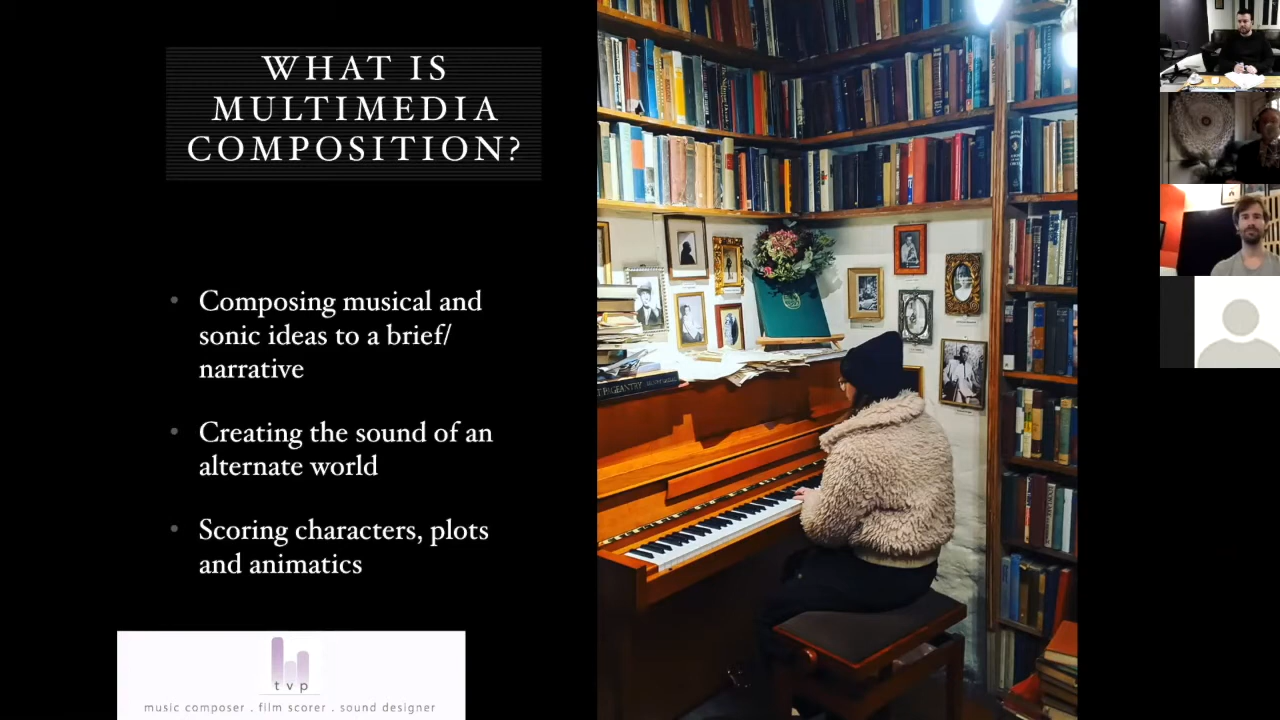 WHAT IS
MULTIMEDIA
COMPOSITION?
• Composing musical and
sonic ideas to a brief/
narrative
• Creating the sound of an
alternate world
• Scoring characters, plots
and animatics
tvp
music composer . film scorer . sound designer
PAGEANTRY